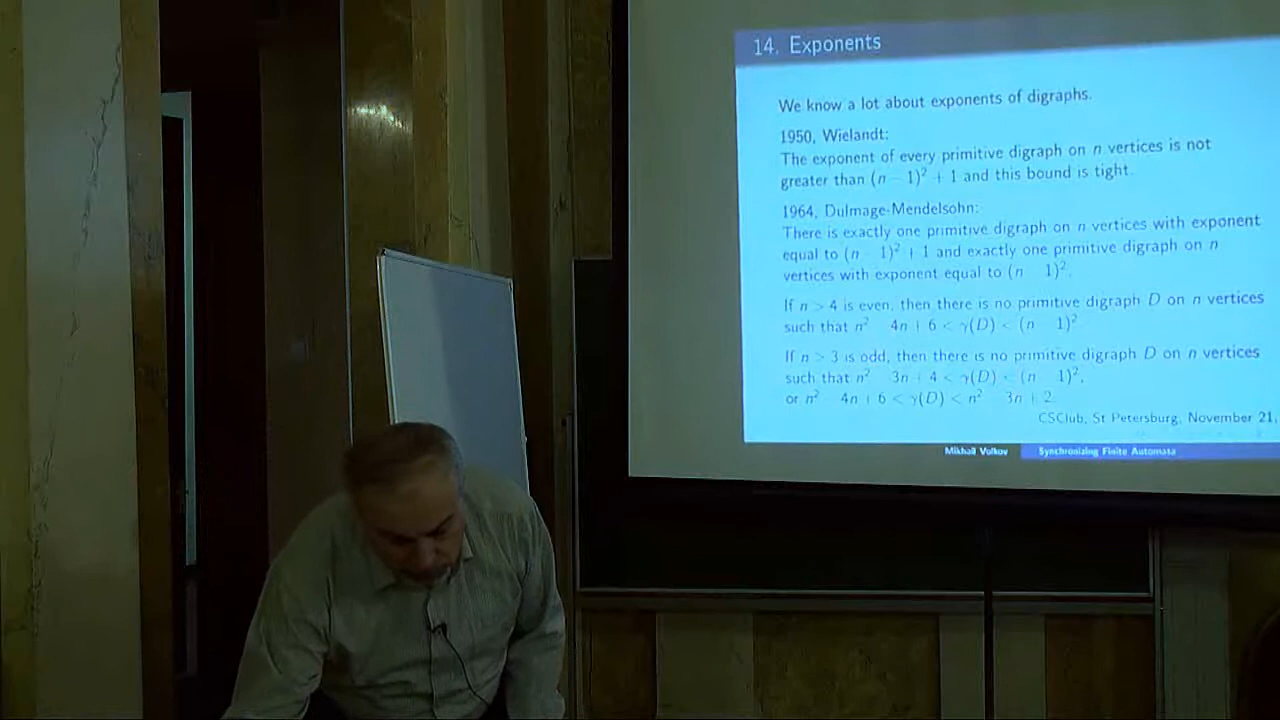 14. Exponents
We know a lot about exponents of digraphs.
1950, Wielandt:
The exponent of every primitive digraph on n vertices is not
greater than (n − 1)² + 1 and this bound is tight.
1964, Dulmage-Mendelsohn:
There is exactly one primitive digraph on n vertices with exponent
equal to (n − 1)² + 1 and exactly one primitive digraph on n
vertices with exponent equal to (n − 1)².
If n > 4 is even, then there is no primitive digraph D on n vertices
such that n² − 4n + 6 < γ(D) < (n − 1)².
If n > 3 is odd, then there is no primitive digraph D on n vertices
such that n² − 3n + 4 < γ(D) < (n − 1)²,
or n² − 4n + 6 < γ(D) < n² − 3n + 2.
CSClub, St Petersburg, November 21,
Mikhail Volkov Synchronizing Finite Automata